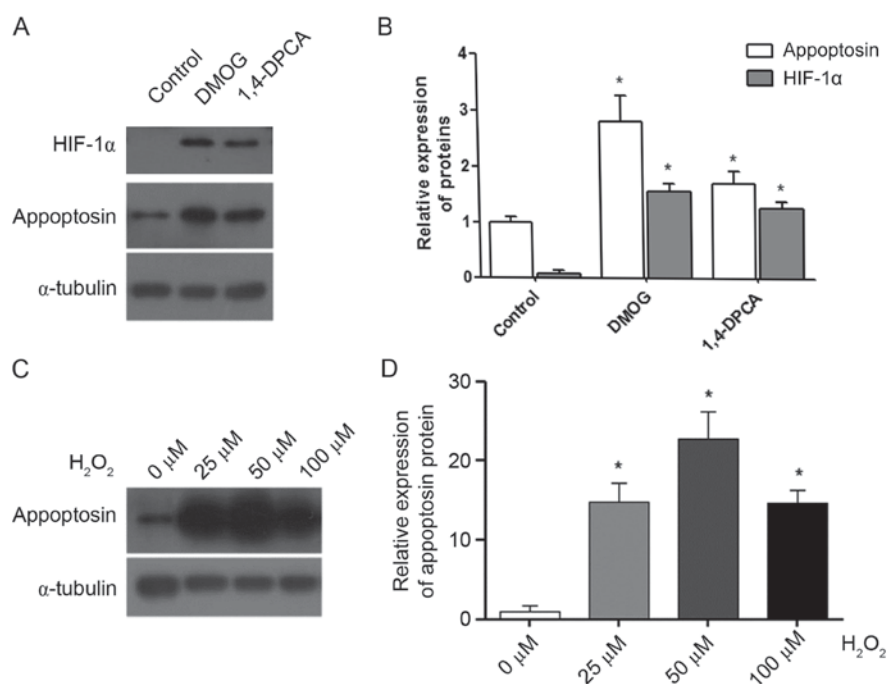 A
Control
DMOG
1,4-DPCA
HIF-1α
Appoptosin
α-tubulin
B
Appoptosin
HIF-1α
Relative expression
of proteins
4
3
2
1
0
*
*
*
*
Control
DMOG
1,4-DPCA
C
H₂O₂
0 μM
25 μM
50 μM
100 μM
Appoptosin
α-tubulin
D
Relative expression
of appoptosin protein
30
20
10
0
*
*
*
0 μM
25 μM
50 μM
100 μM
H₂O₂